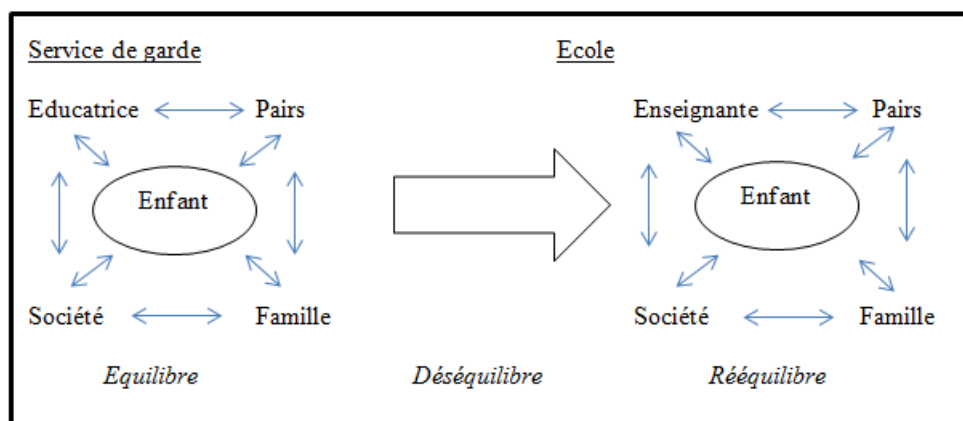 Service de garde
Ecole
Educatrice
Pairs
Enseignante
Pairs
Enfant
Enfant
Société
Famille
Société
Famille
Equilibre
Déséquilibre
Rééquilibre